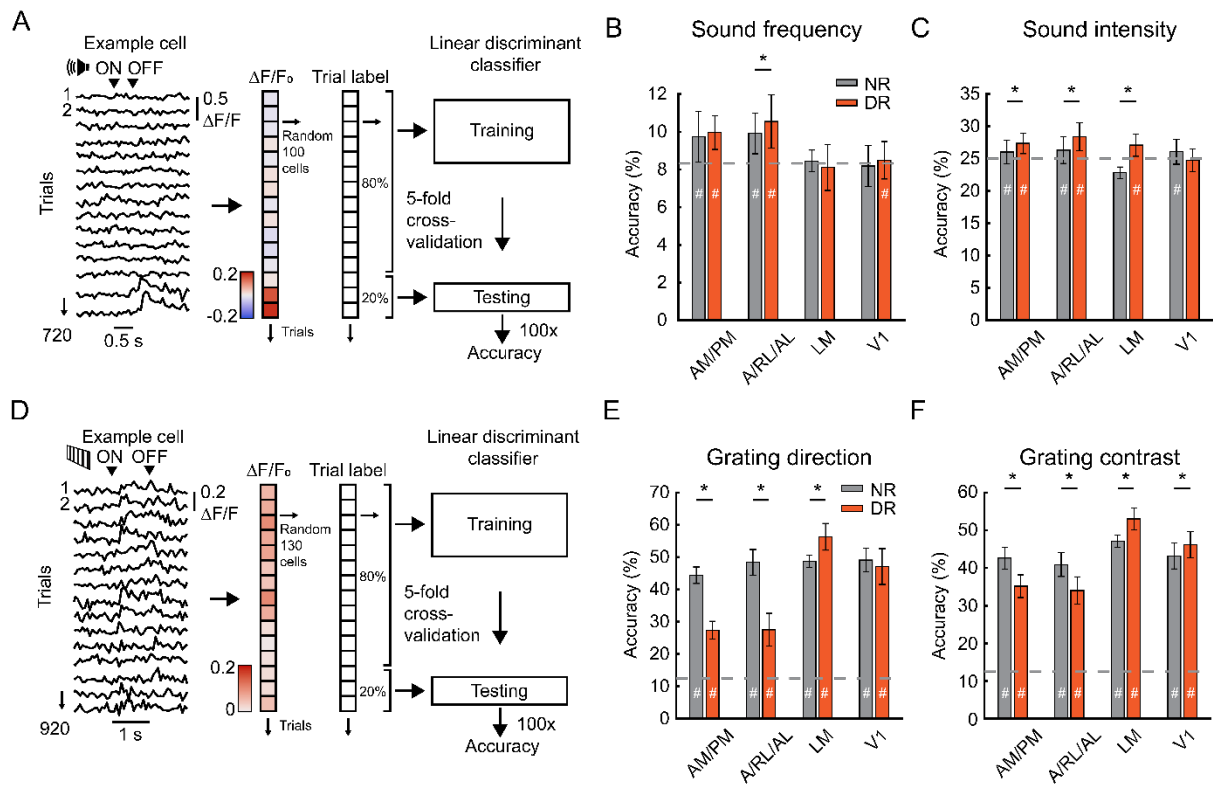 A
Example cell
ON OFF
1
2
0.5
ΔF/F
Trials
720
0.5 s
0.2
-0.2
ΔF/F₀
Random
100
cells
Trials
Trial label
80%
20%
Linear discriminant
classifier
Training
5-fold
cross-
validation
Testing
100x
Accuracy
B
Sound frequency
*
NR
DR
Accuracy (%)
12
10
8
6
4
2
0
# # # # #
AM/PM
A/RL/AL
LM
V1
C
Sound intensity
* * *
Accuracy (%)
35
30
25
20
15
10
5
0
# # # # # #
AM/PM
A/RL/AL
LM
V1
D
Example cell
ON OFF
1
2
0.2
ΔF/F
Trials
920
1 s
0.2
0
ΔF/F₀
Random
130
cells
Trials
Trial label
80%
20%
Linear discriminant
classifier
Training
5-fold
cross-
validation
Testing
100x
Accuracy
E
Grating direction
* * *
NR
DR
Accuracy (%)
70
60
50
40
30
20
10
0
# # # # # # # #
AM/PM
A/RL/AL
LM
V1
F
Grating contrast
* * * *
NR
DR
Accuracy (%)
60
50
40
30
20
10
0
# # # # # # # #
AM/PM
A/RL/AL
LM
V1